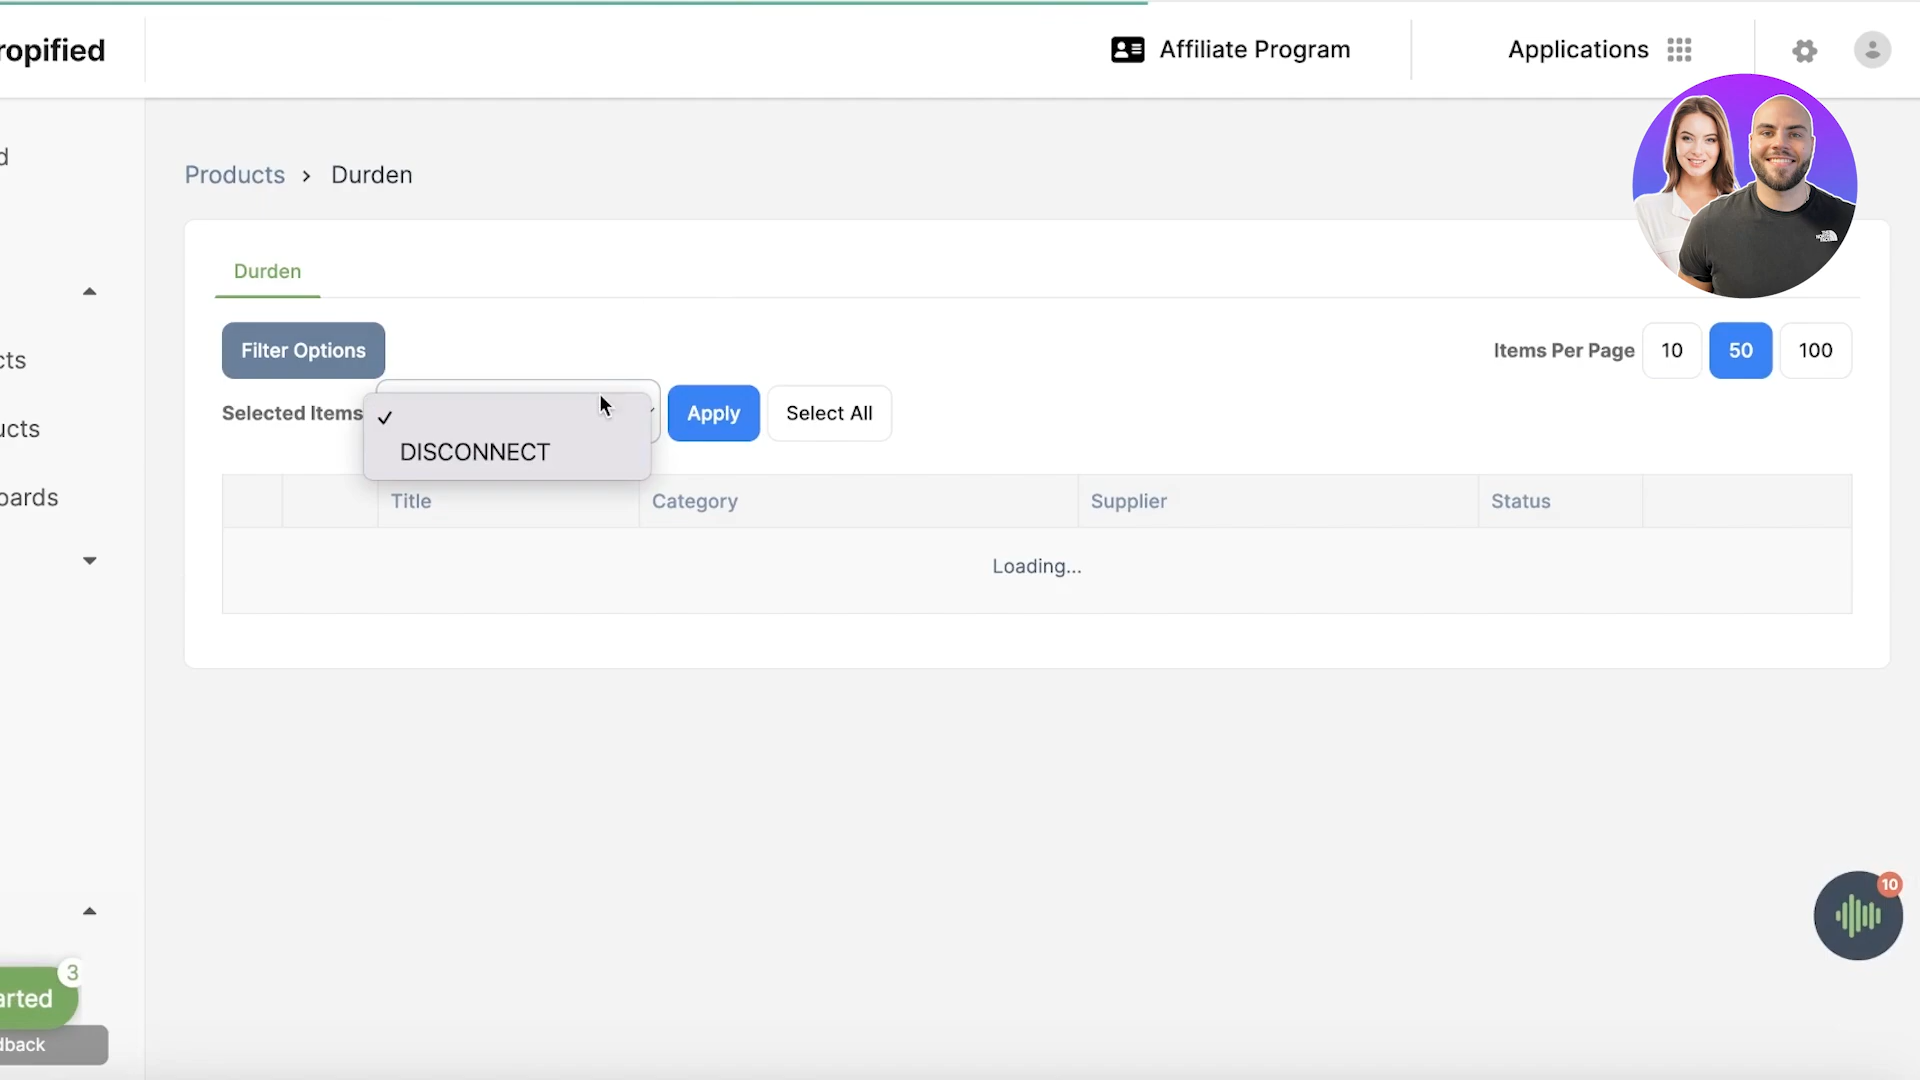 ropified
Affiliate Program
Applications
d
Products > Durden
Durden
Filter Options
Items Per Page 10 50 100
cts
Selected Items
✓
DISCONNECT
Apply
Select All
ucts
oards
Title Category Supplier Status
Loading...
10
3
arted
dback